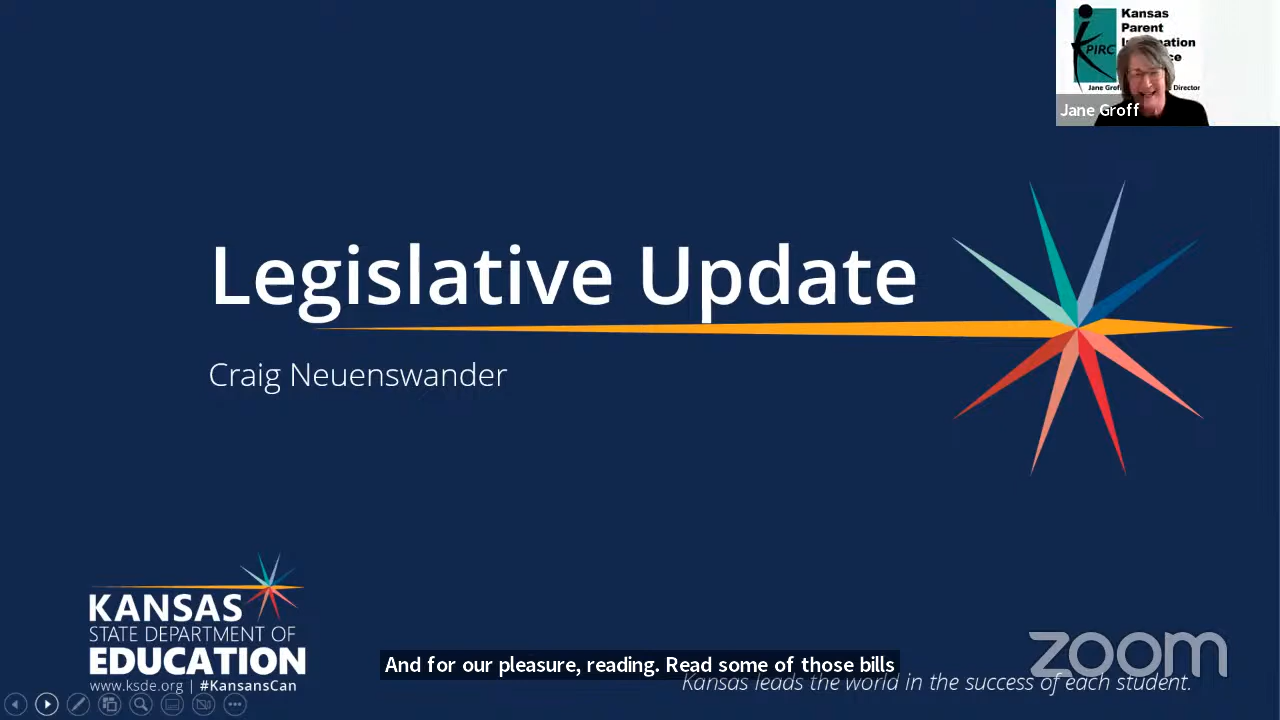 Kansas
Parent
KPIRC
Jane Groff
Director
Legislative Update
Craig Neuenswander
KANSAS
STATE DEPARTMENT OF
EDUCATION
www.ksde.org | #KansansCan
And for our pleasure, reading. Read some of those bills
zoom
Kansas leads the world in the success of each student.